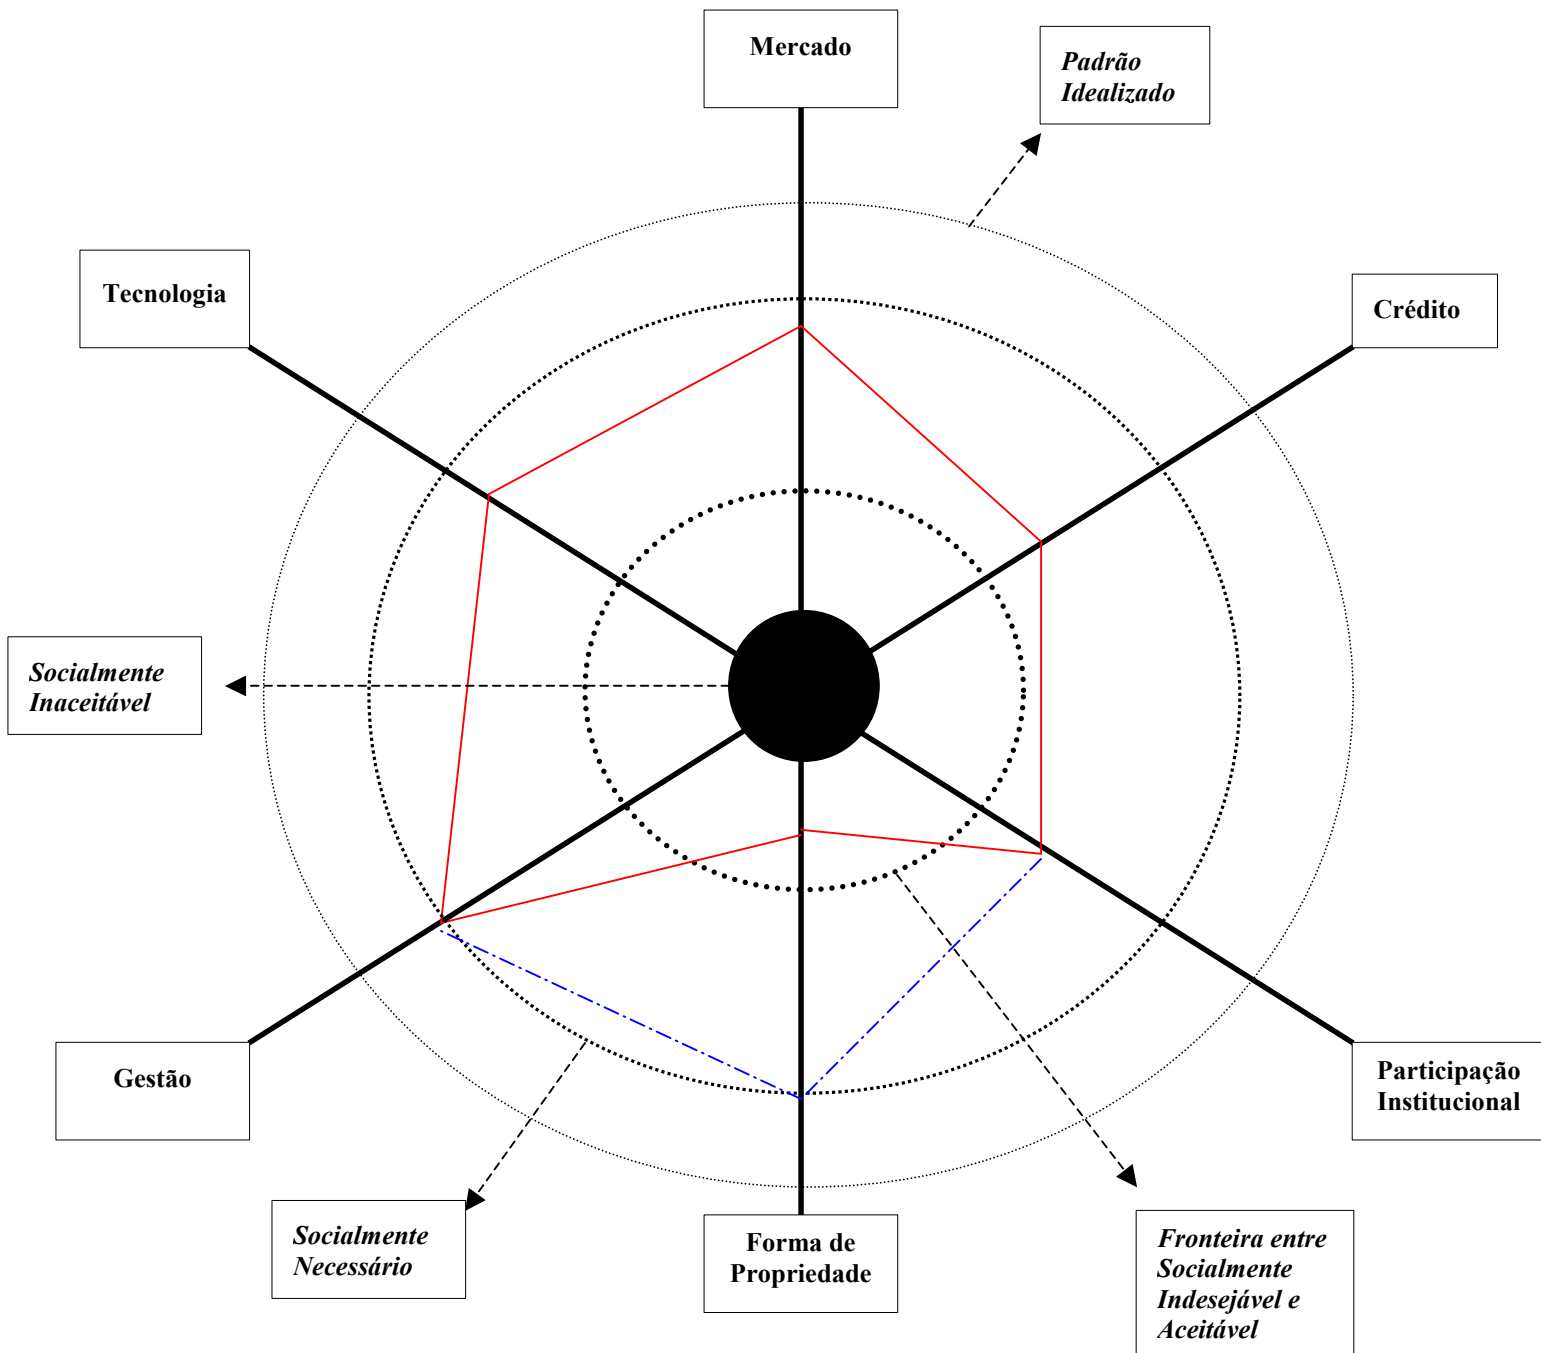 Mercado
Padrão
Idealizado
Tecnologia
Crédito
Socialmente
Inaceitável
Gestão
Participação
Institucional
Socialmente
Necessário
Forma de
Propriedade
Fronteira entre
Socialmente
Indesejável e
Aceitável